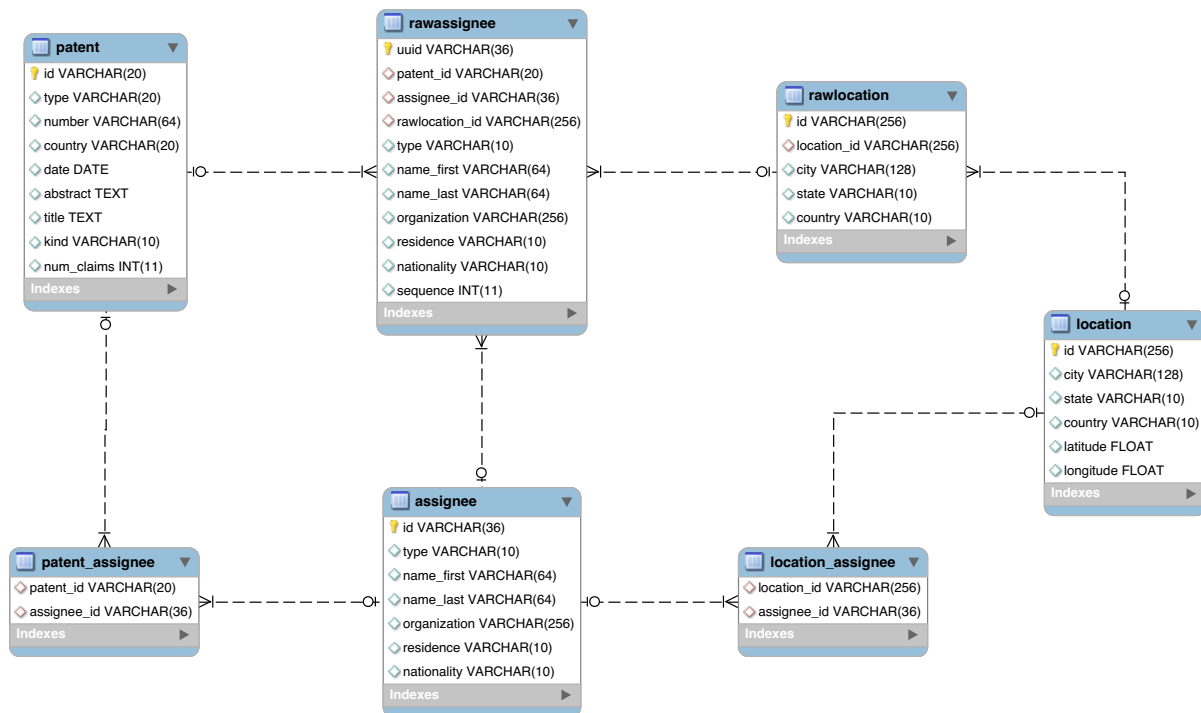 patent
id VARCHAR(20)
type VARCHAR(20)
number VARCHAR(64)
country VARCHAR(20)
date DATE
abstract TEXT
title TEXT
kind VARCHAR(10)
num_claims INT(11)
Indexes
rawassignee
uuid VARCHAR(36)
patent_id VARCHAR(20)
assignee_id VARCHAR(36)
rawlocation_id VARCHAR(256)
type VARCHAR(10)
name_first VARCHAR(64)
name_last VARCHAR(64)
organization VARCHAR(256)
residence VARCHAR(10)
nationality VARCHAR(10)
sequence INT(11)
Indexes
rawlocation
id VARCHAR(256)
location_id VARCHAR(256)
city VARCHAR(128)
state VARCHAR(10)
country VARCHAR(10)
Indexes
location
id VARCHAR(256)
city VARCHAR(128)
state VARCHAR(10)
country VARCHAR(10)
latitude FLOAT
longitude FLOAT
Indexes
patent_assignee
patent_id VARCHAR(20)
assignee_id VARCHAR(36)
Indexes
assignee
id VARCHAR(36)
type VARCHAR(10)
name_first VARCHAR(64)
name_last VARCHAR(64)
organization VARCHAR(256)
residence VARCHAR(10)
nationality VARCHAR(10)
Indexes
location_assignee
location_id VARCHAR(256)
assignee_id VARCHAR(36)
Indexes